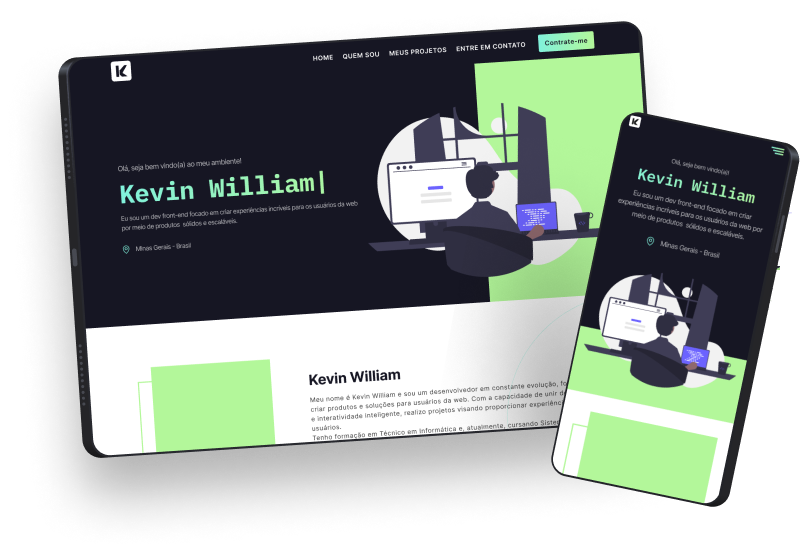 HOME QUEM SOU MEUS PROJETOS ENTRE EM CONTATO Contrate-me
Olá, seja bem vindo(a) ao meu ambiente!
Kevin William|
Eu sou um dev front-end focado em criar experiências incríveis para os usuários da web
por meio de produtos sólidos e escaláveis.
Minas Gerais - Brasil
Kevin William
Meu nome é Kevin William e sou um desenvolvedor em constante evolução, fo
criar produtos e soluções para usuários da web. Com a capacidade de unir de
e interatividade inteligente, realizo projetos visando proporcionar experiênc
usuários.
Tenho formação em Técnico em Informática e, atualmente, cursando Siste
Olá, seja bem vindo(a)!
Kevin William
Eu sou um dev front-end focado em criar
experiências incríveis para os usuários da web por
meio de produtos sólidos e escaláveis.
Minas Gerais - Brasil